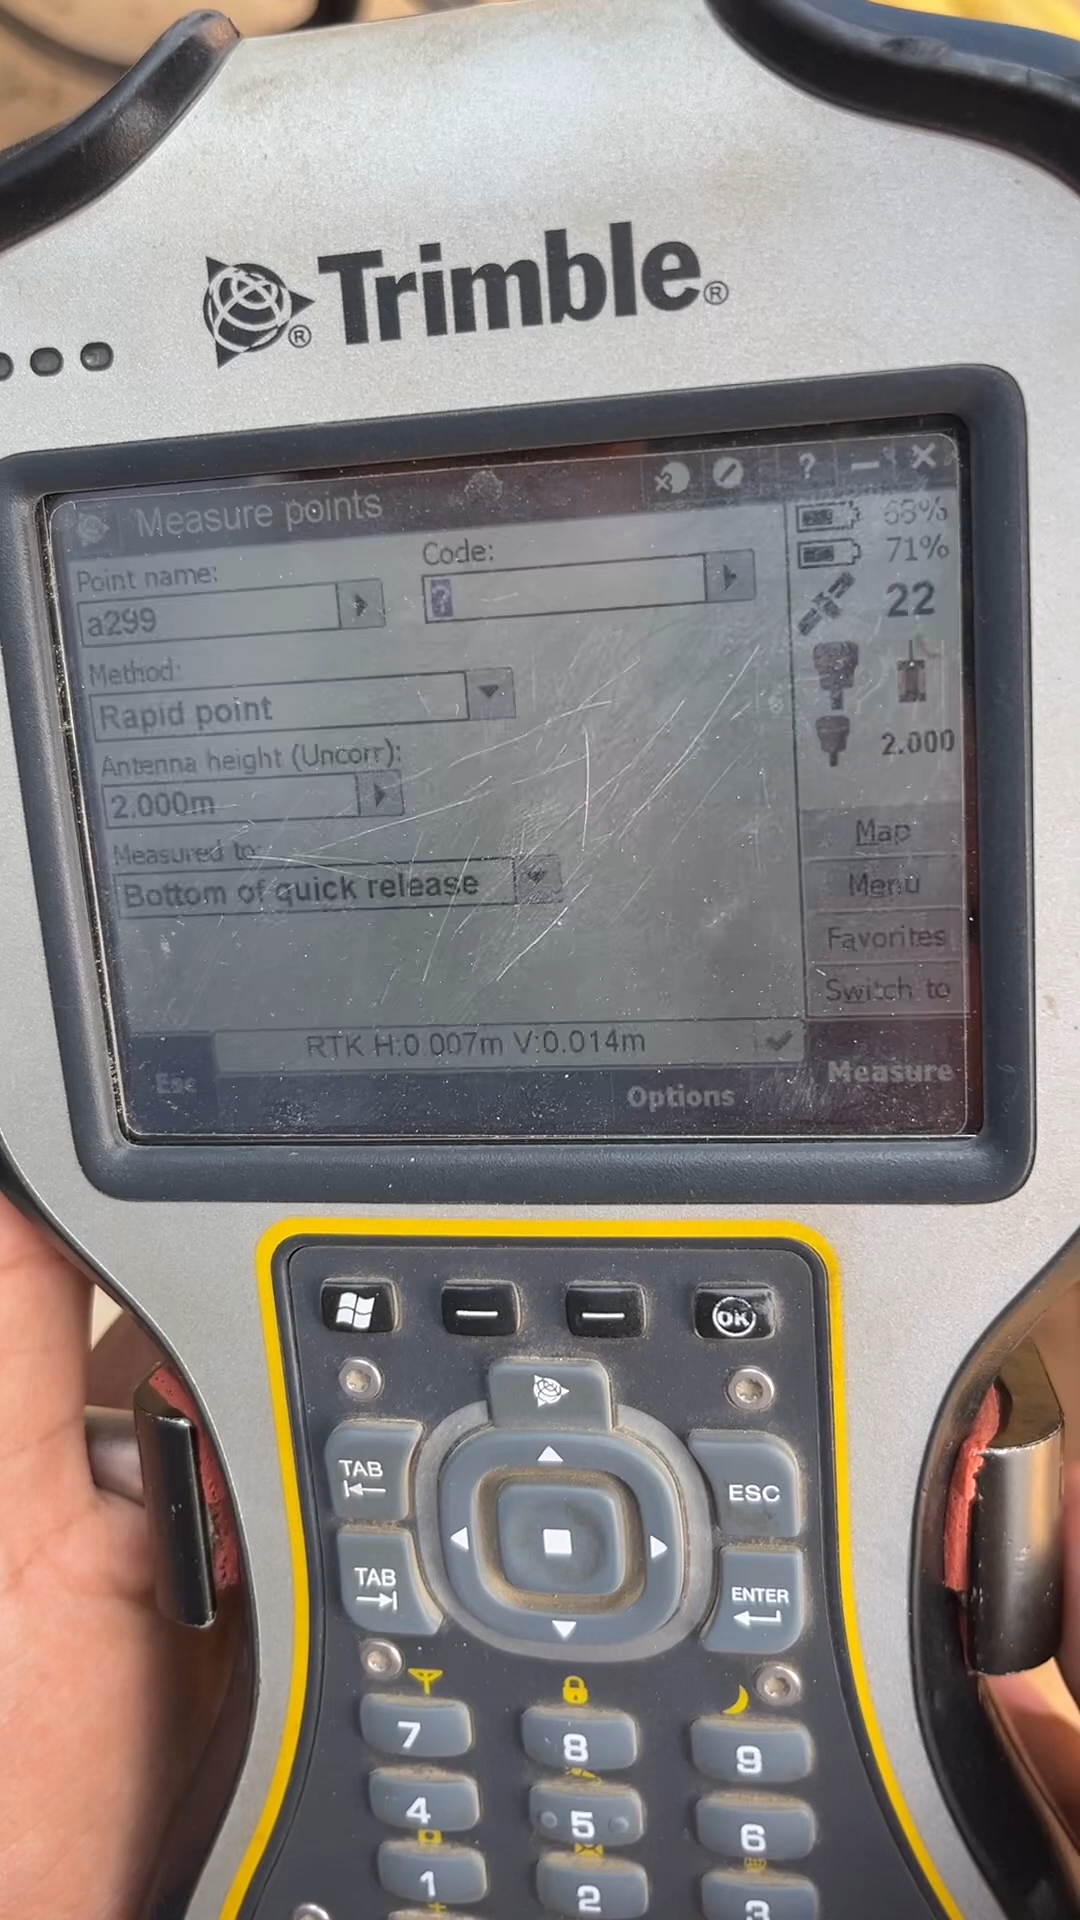 Trimble®
Measure points ?
Point name: Code:
a299 ?
68%
71%
22
Method:
Rapid point
Antenna height (Uncorr):
2.000m
2.000
Measured to:
Bottom of quick release
Map
Menu
Favorites
Switch to
RTK H:0.007m V:0.014m
Esc Options Measure
OK
TAB ESC
TAB ENTER
7 8 9
4 5 6
1 2 3